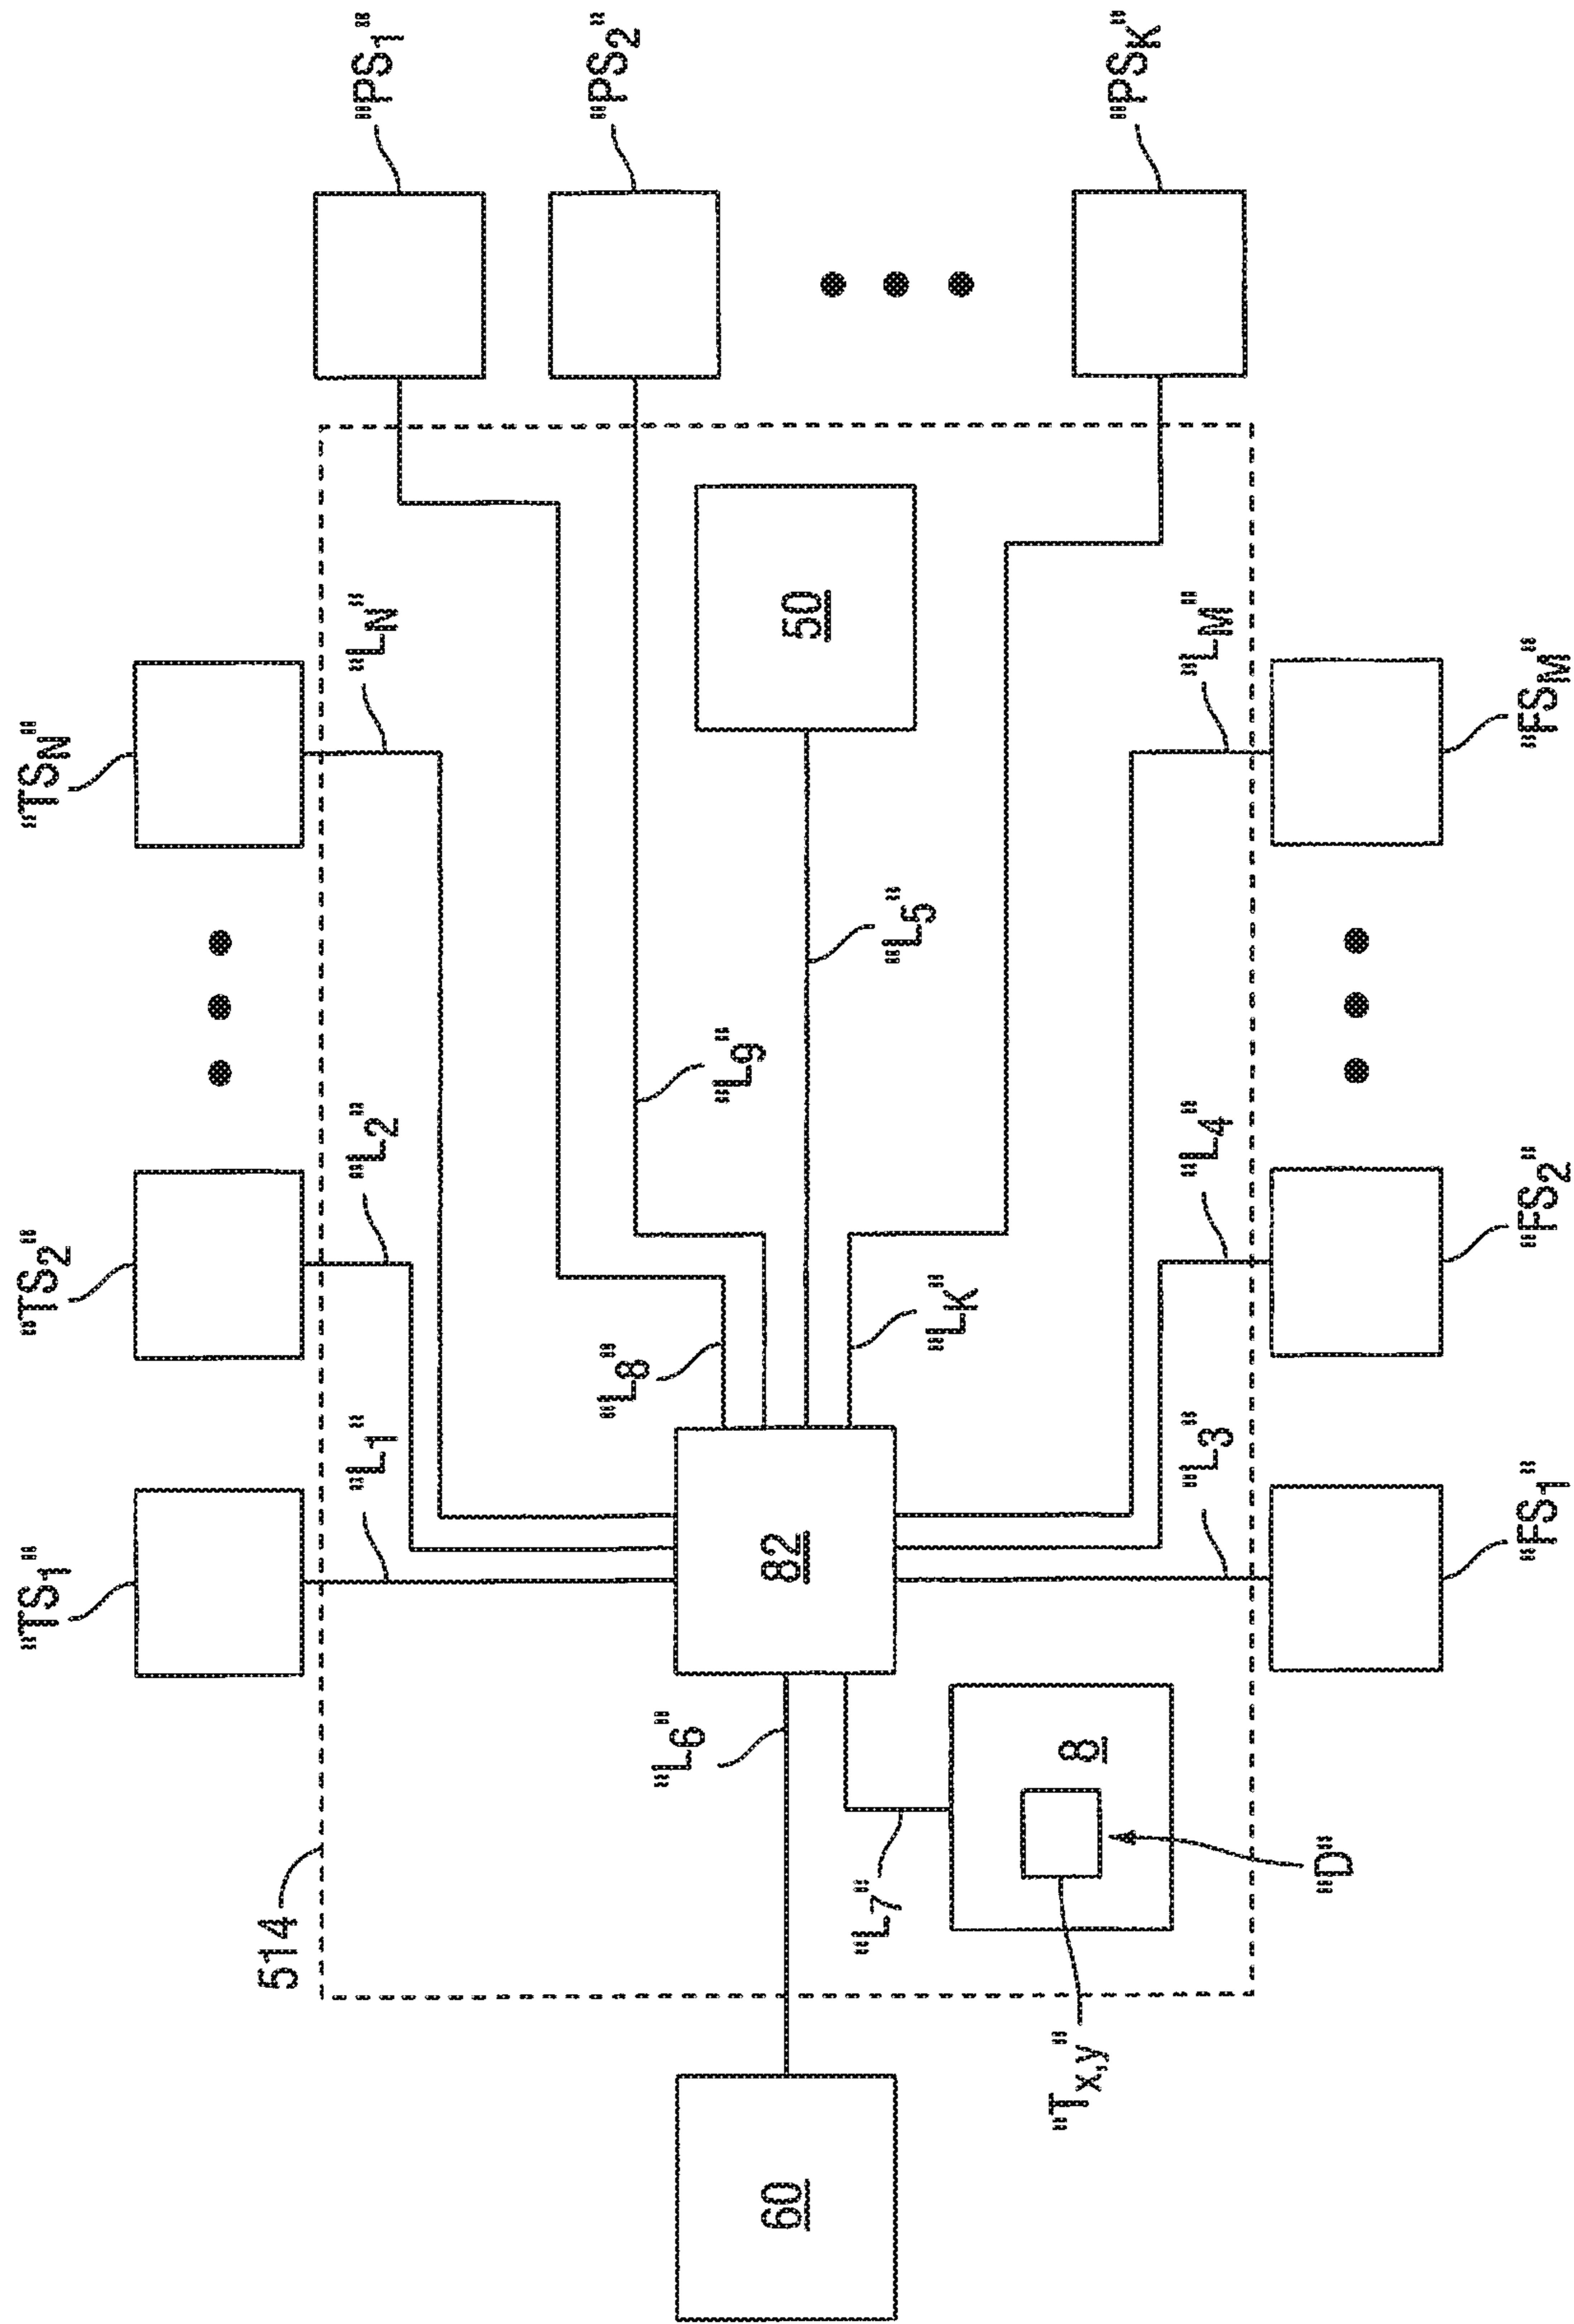 "TS1"
"TS2"
"TSN"
514
"L1"
"L2"
"LN"
"PS1"
"L8"
"PS2"
"L6"
"L9"
60
82
50
"L7"
"L5"
"LK"
"Tx,y"
8
"PSK"
"L3"
"L4"
"LM"
"D"
"FS1"
"FS2"
"FSM"